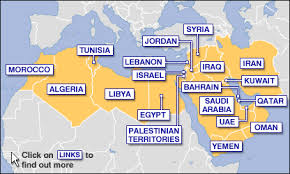 SYRIA
JORDAN
TUNISIA
LEBANON
IRAQ
IRAN
MOROCCO
ISRAEL
KUWAIT
ALGERIA
LIBYA
BAHRAIN
EGYPT
SAUDI
ARABIA
QATAR
PALESTINIAN
TERRITORIES
UAE
OMAN
YEMEN
Click on LINKS to
find out more